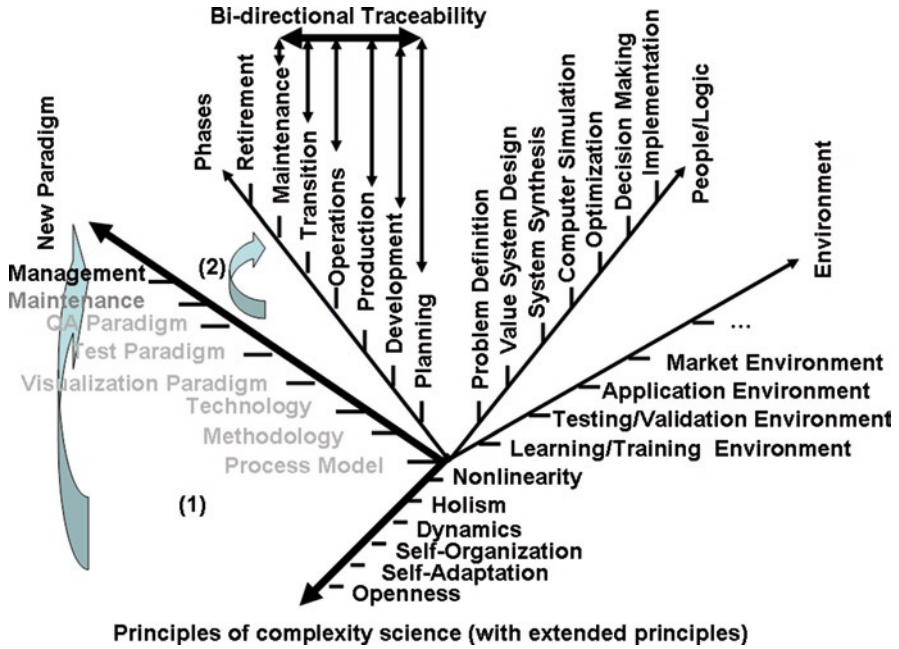 Bi-directional Traceability
New Paradigm
Phases
Retirement
Maintenance
Transition
Operations
Production
Development
Planning
Problem Definition
Value System Design
System Synthesis
Computer Simulation
Optimization
Decision Making
Implementation
People/Logic
Environment
(2)
Management
Maintenance
QA Paradigm
Test Paradigm
Visualization Paradigm
Technology
Methodology
Process Model
(1)
...
Market Environment
Application Environment
Testing/Validation Environment
Learning/Training Environment
Nonlinearity
Holism
Dynamics
Self-Organization
Self-Adaptation
Openness
Principles of complexity science (with extended principles)